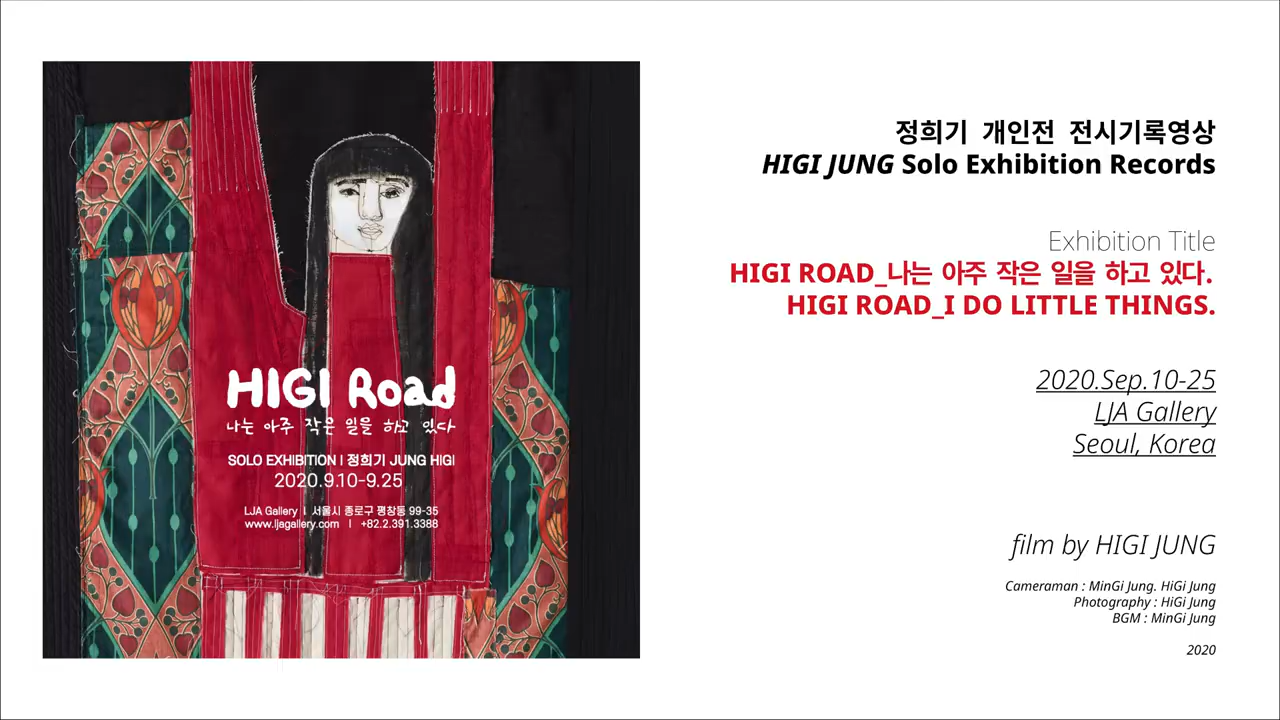 HIGI Road
나는 아주 작은 일을 하고 있다
SOLO EXHIBITION I 정희기 JUNG HIGI
2020.9.10-9.25
LJA Gallery I 서울시 종로구 평창동 99-35
www.ljagallery.com I +82.2.391.3388
정희기 개인전 전시기록영상
HIGI JUNG Solo Exhibition Records
Exhibition Title
HIGI ROAD_나는 아주 작은 일을 하고 있다.
HIGI ROAD_I DO LITTLE THINGS.
2020.Sep.10-25
LJA Gallery
Seoul, Korea
film by HIGI JUNG
Cameraman : MinGi Jung. HiGi Jung
Photography : HiGi Jung
BGM : MinGi Jung
2020